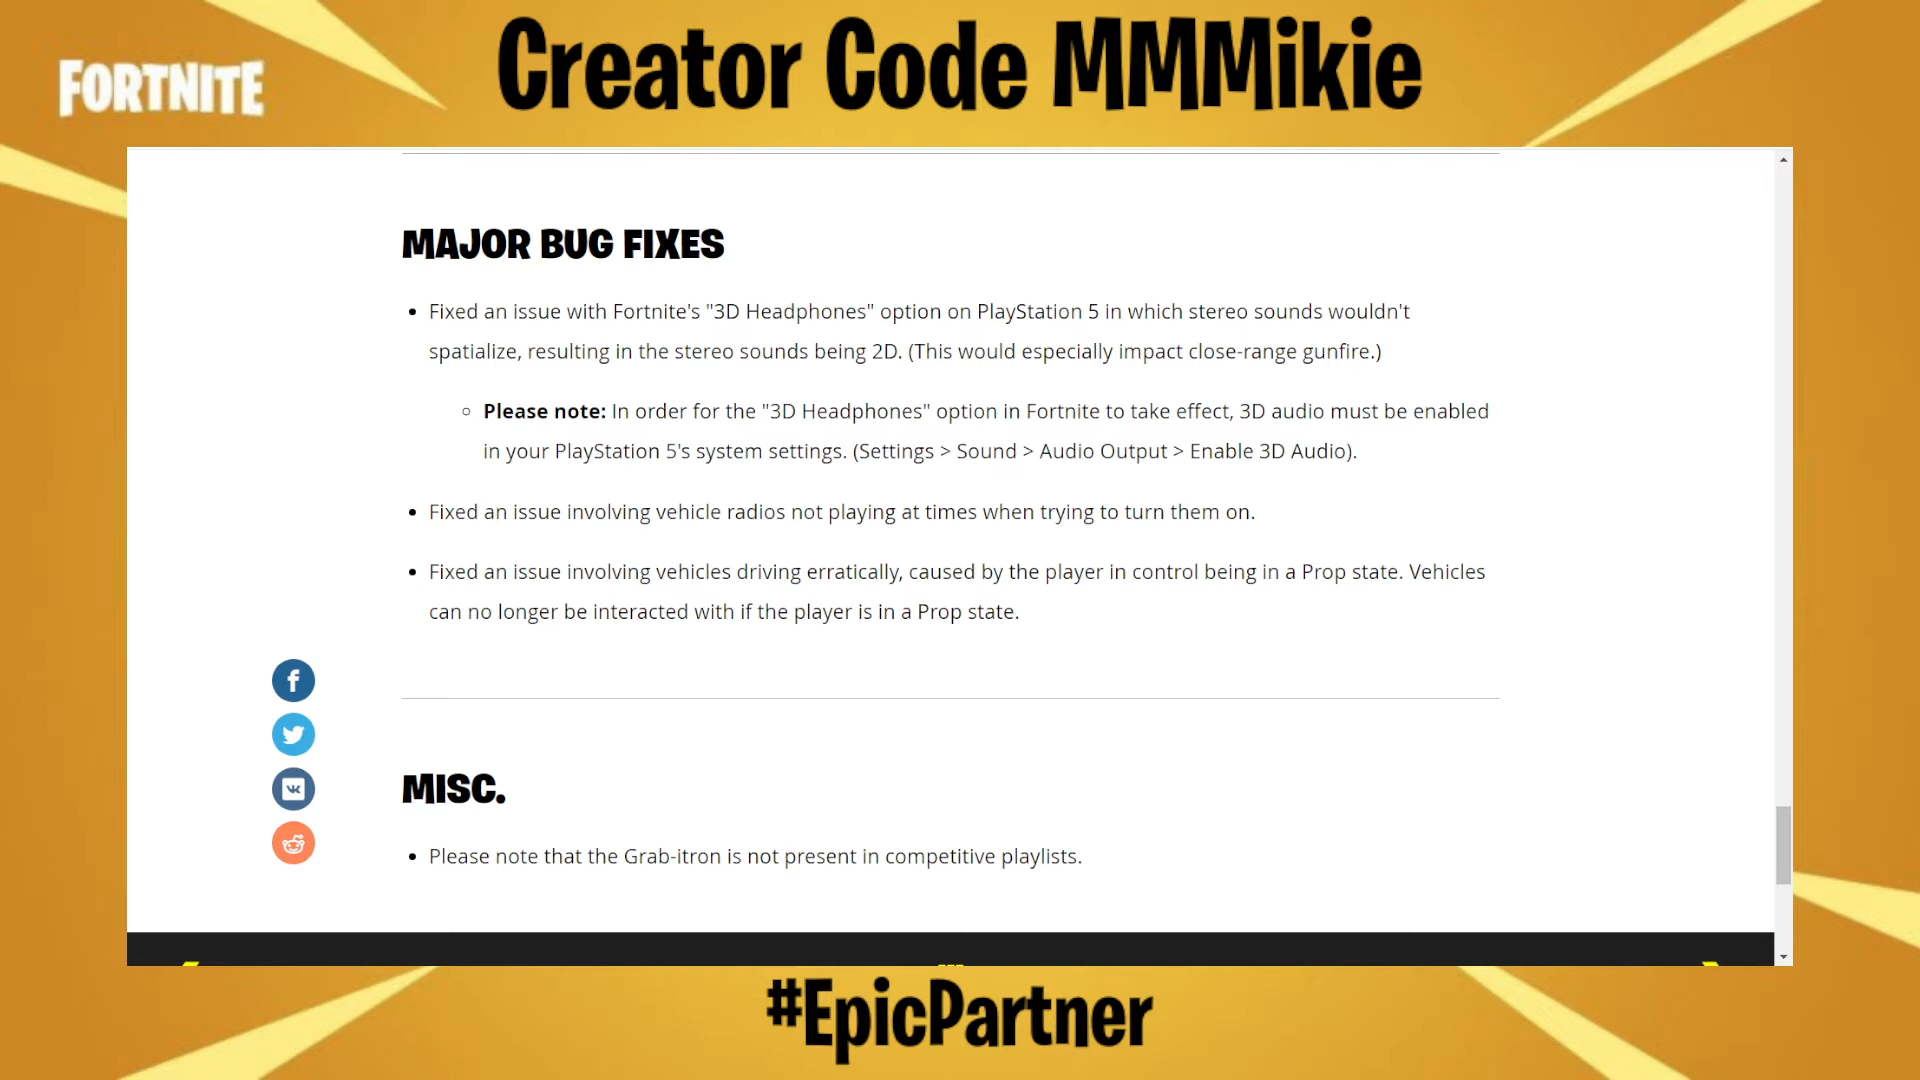 Creator Code MMMikie
FORTNITE
MAJOR BUG FIXES
• Fixed an issue with Fortnite's "3D Headphones" option on PlayStation 5 in which stereo sounds wouldn't
spatialize, resulting in the stereo sounds being 2D. (This would especially impact close-range gunfire.)
○ Please note: In order for the "3D Headphones" option in Fortnite to take effect, 3D audio must be enabled
in your PlayStation 5's system settings. (Settings > Sound > Audio Output > Enable 3D Audio).
• Fixed an issue involving vehicle radios not playing at times when trying to turn them on.
• Fixed an issue involving vehicles driving erratically, caused by the player in control being in a Prop state. Vehicles
can no longer be interacted with if the player is in a Prop state.
MISC.
• Please note that the Grab-itron is not present in competitive playlists.
#EpicPartner